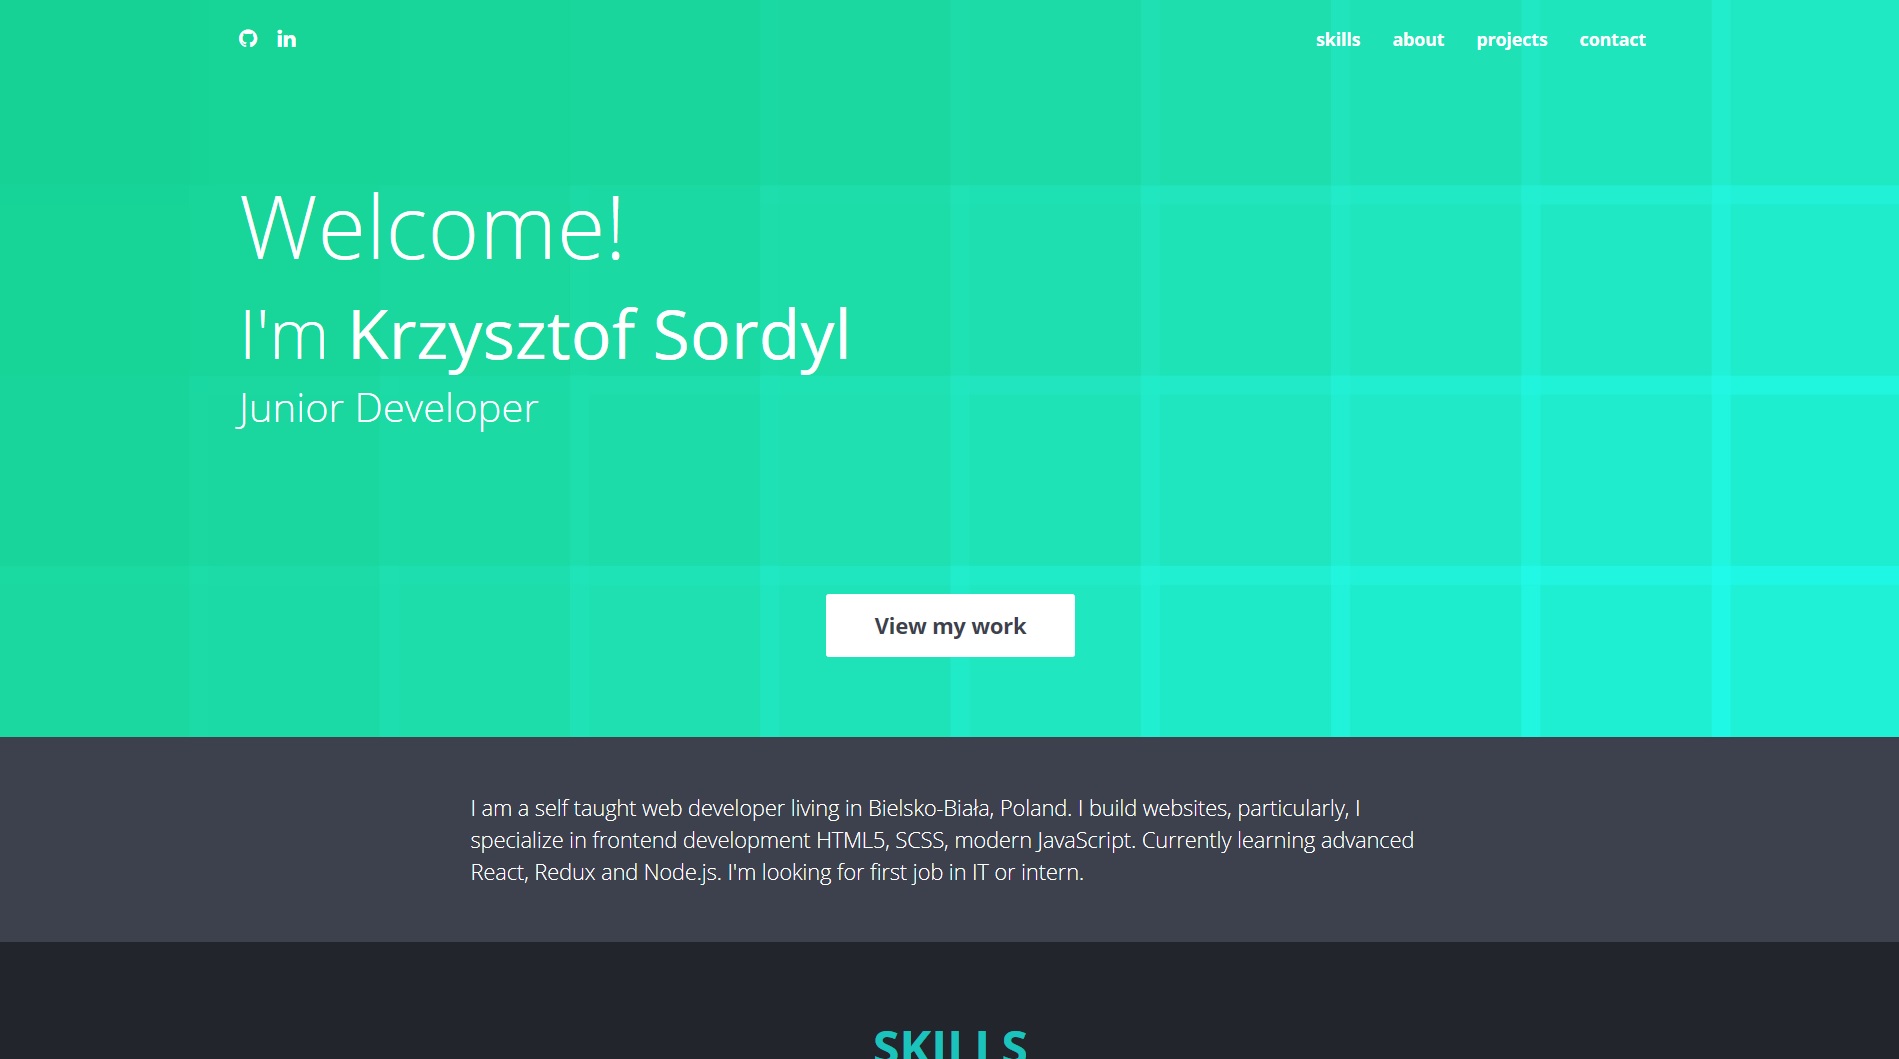 in
skills about projects contact
Welcome!
I'm Krzysztof Sordyl
Junior Developer
View my work
I am a self taught web developer living in Bielsko-Biała, Poland. I build websites, particularly, I
specialize in frontend development HTML5, SCSS, modern JavaScript. Currently learning advanced
React, Redux and Node.js. I'm looking for first job in IT or intern.
SKILLS